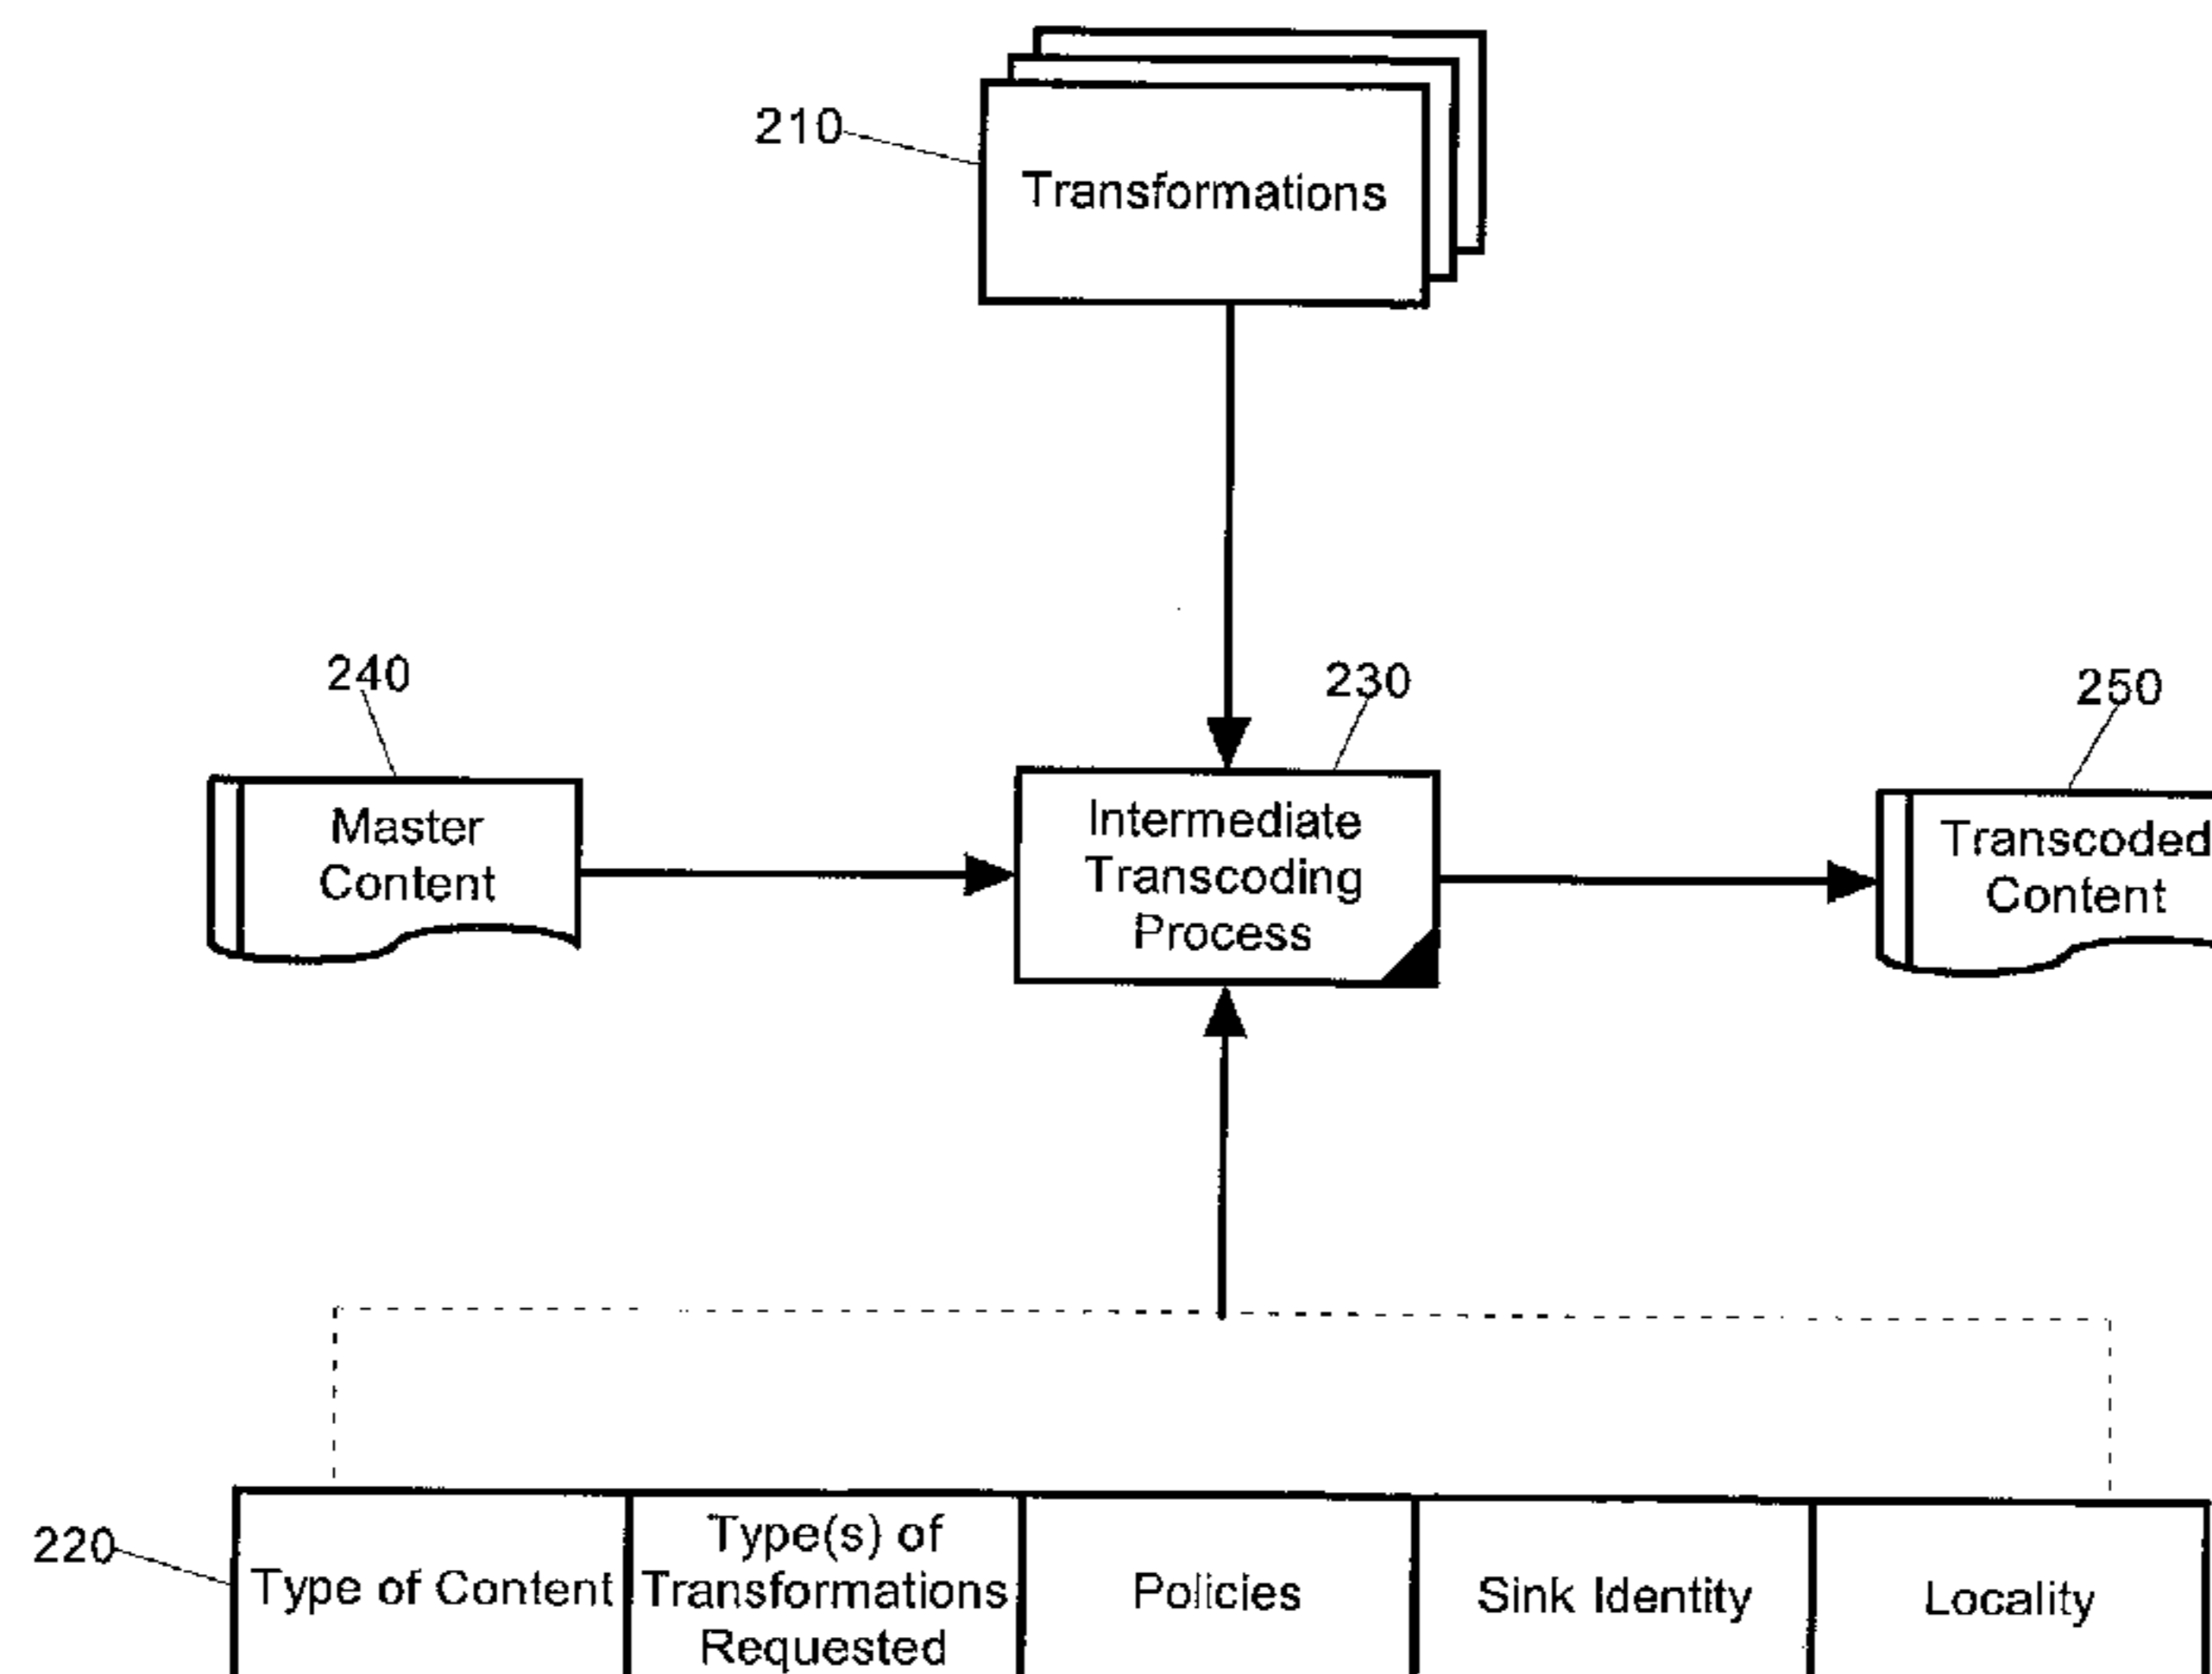 210
Transformations
240
230
250
Master
Content
Intermediate
Transcoding
Process
Transcoded
Content
220
Type of Content
Type(s) of
Transformations
Requested
Policies
Sink Identity
Locality